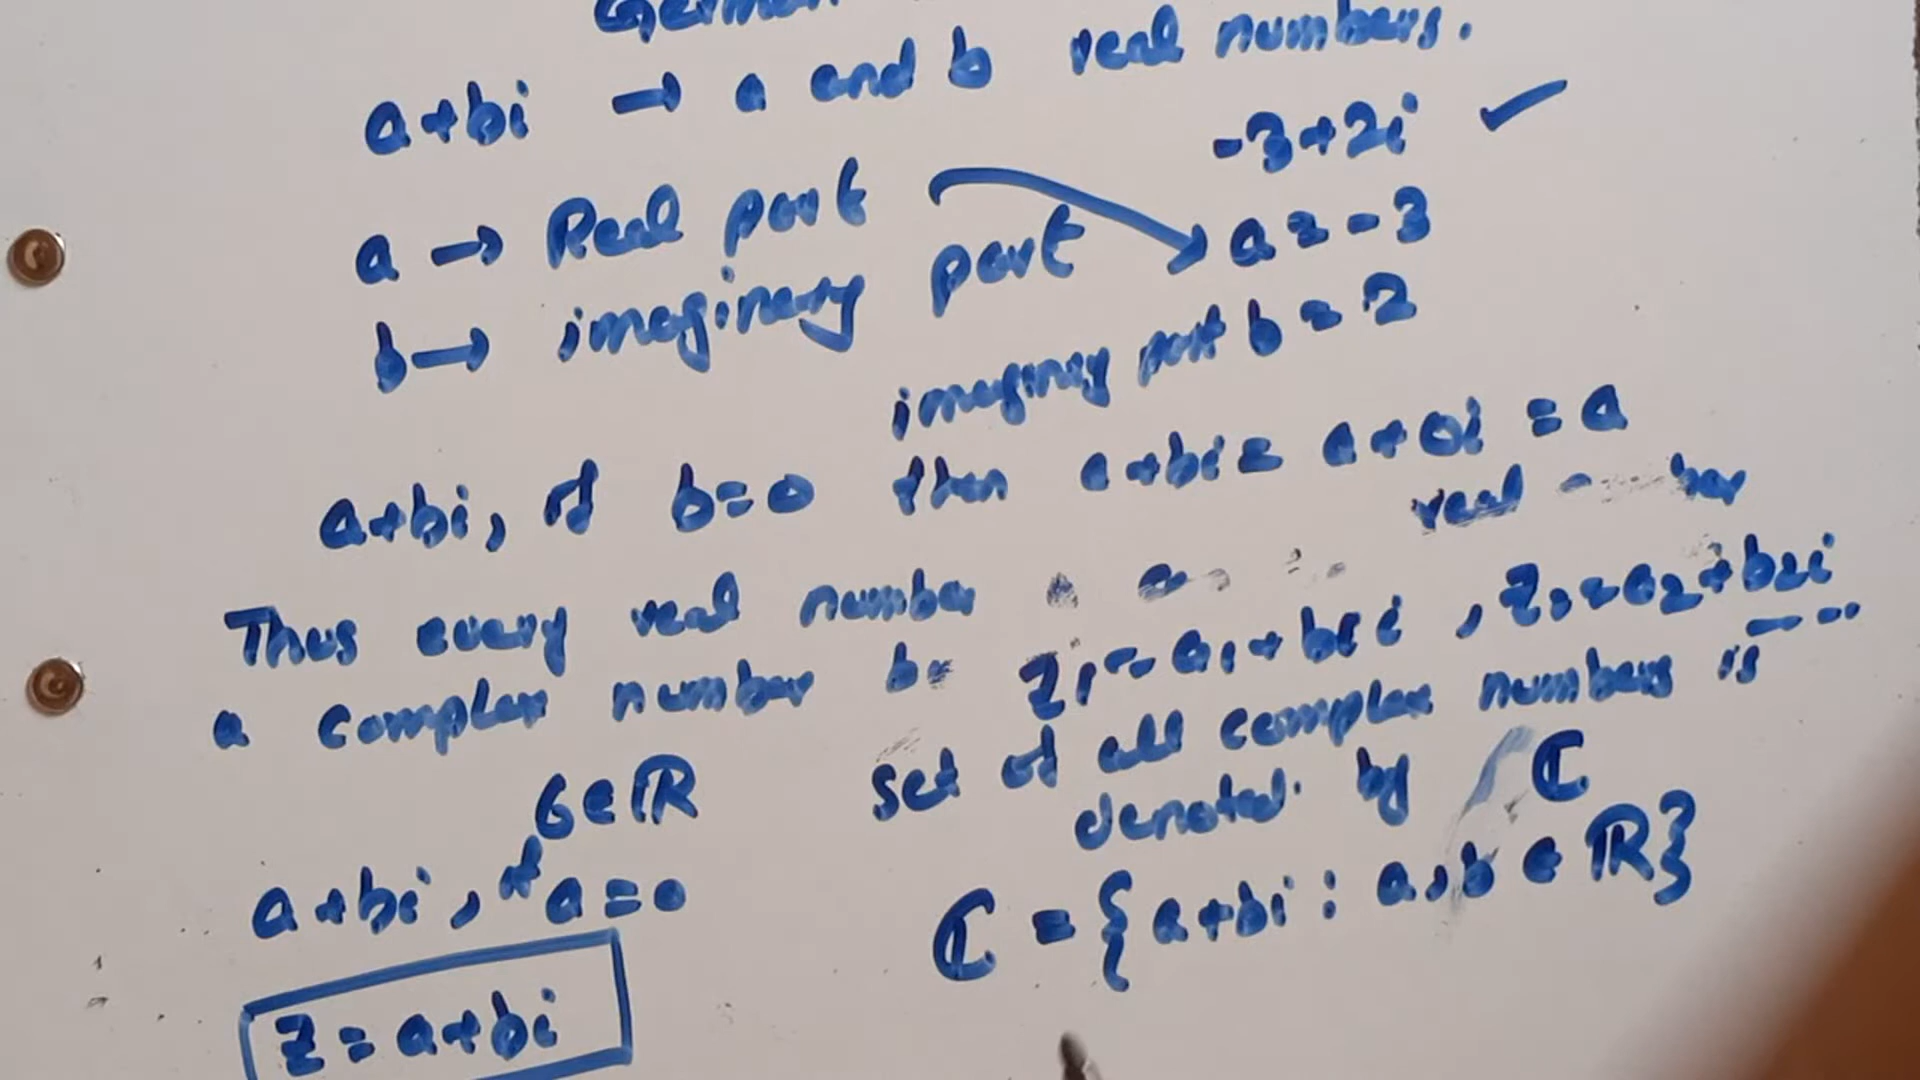 a+bi → a and b real numbers.
-3+2i ✓
a → Real part
a = -3
b → imaginary part
imaginary part b = 2
a+bi, if b=0 then a+bi = a+0i = a
real
Thus every real number
a complex number
z1 = a1+b1i, z2 = a2+b2i ....
6∈ℝ
set of all complex numbers is
denoted by ℂ
a+bi, if a=0
ℂ = {a+bi : a,b ∈ ℝ}
z = a+bi